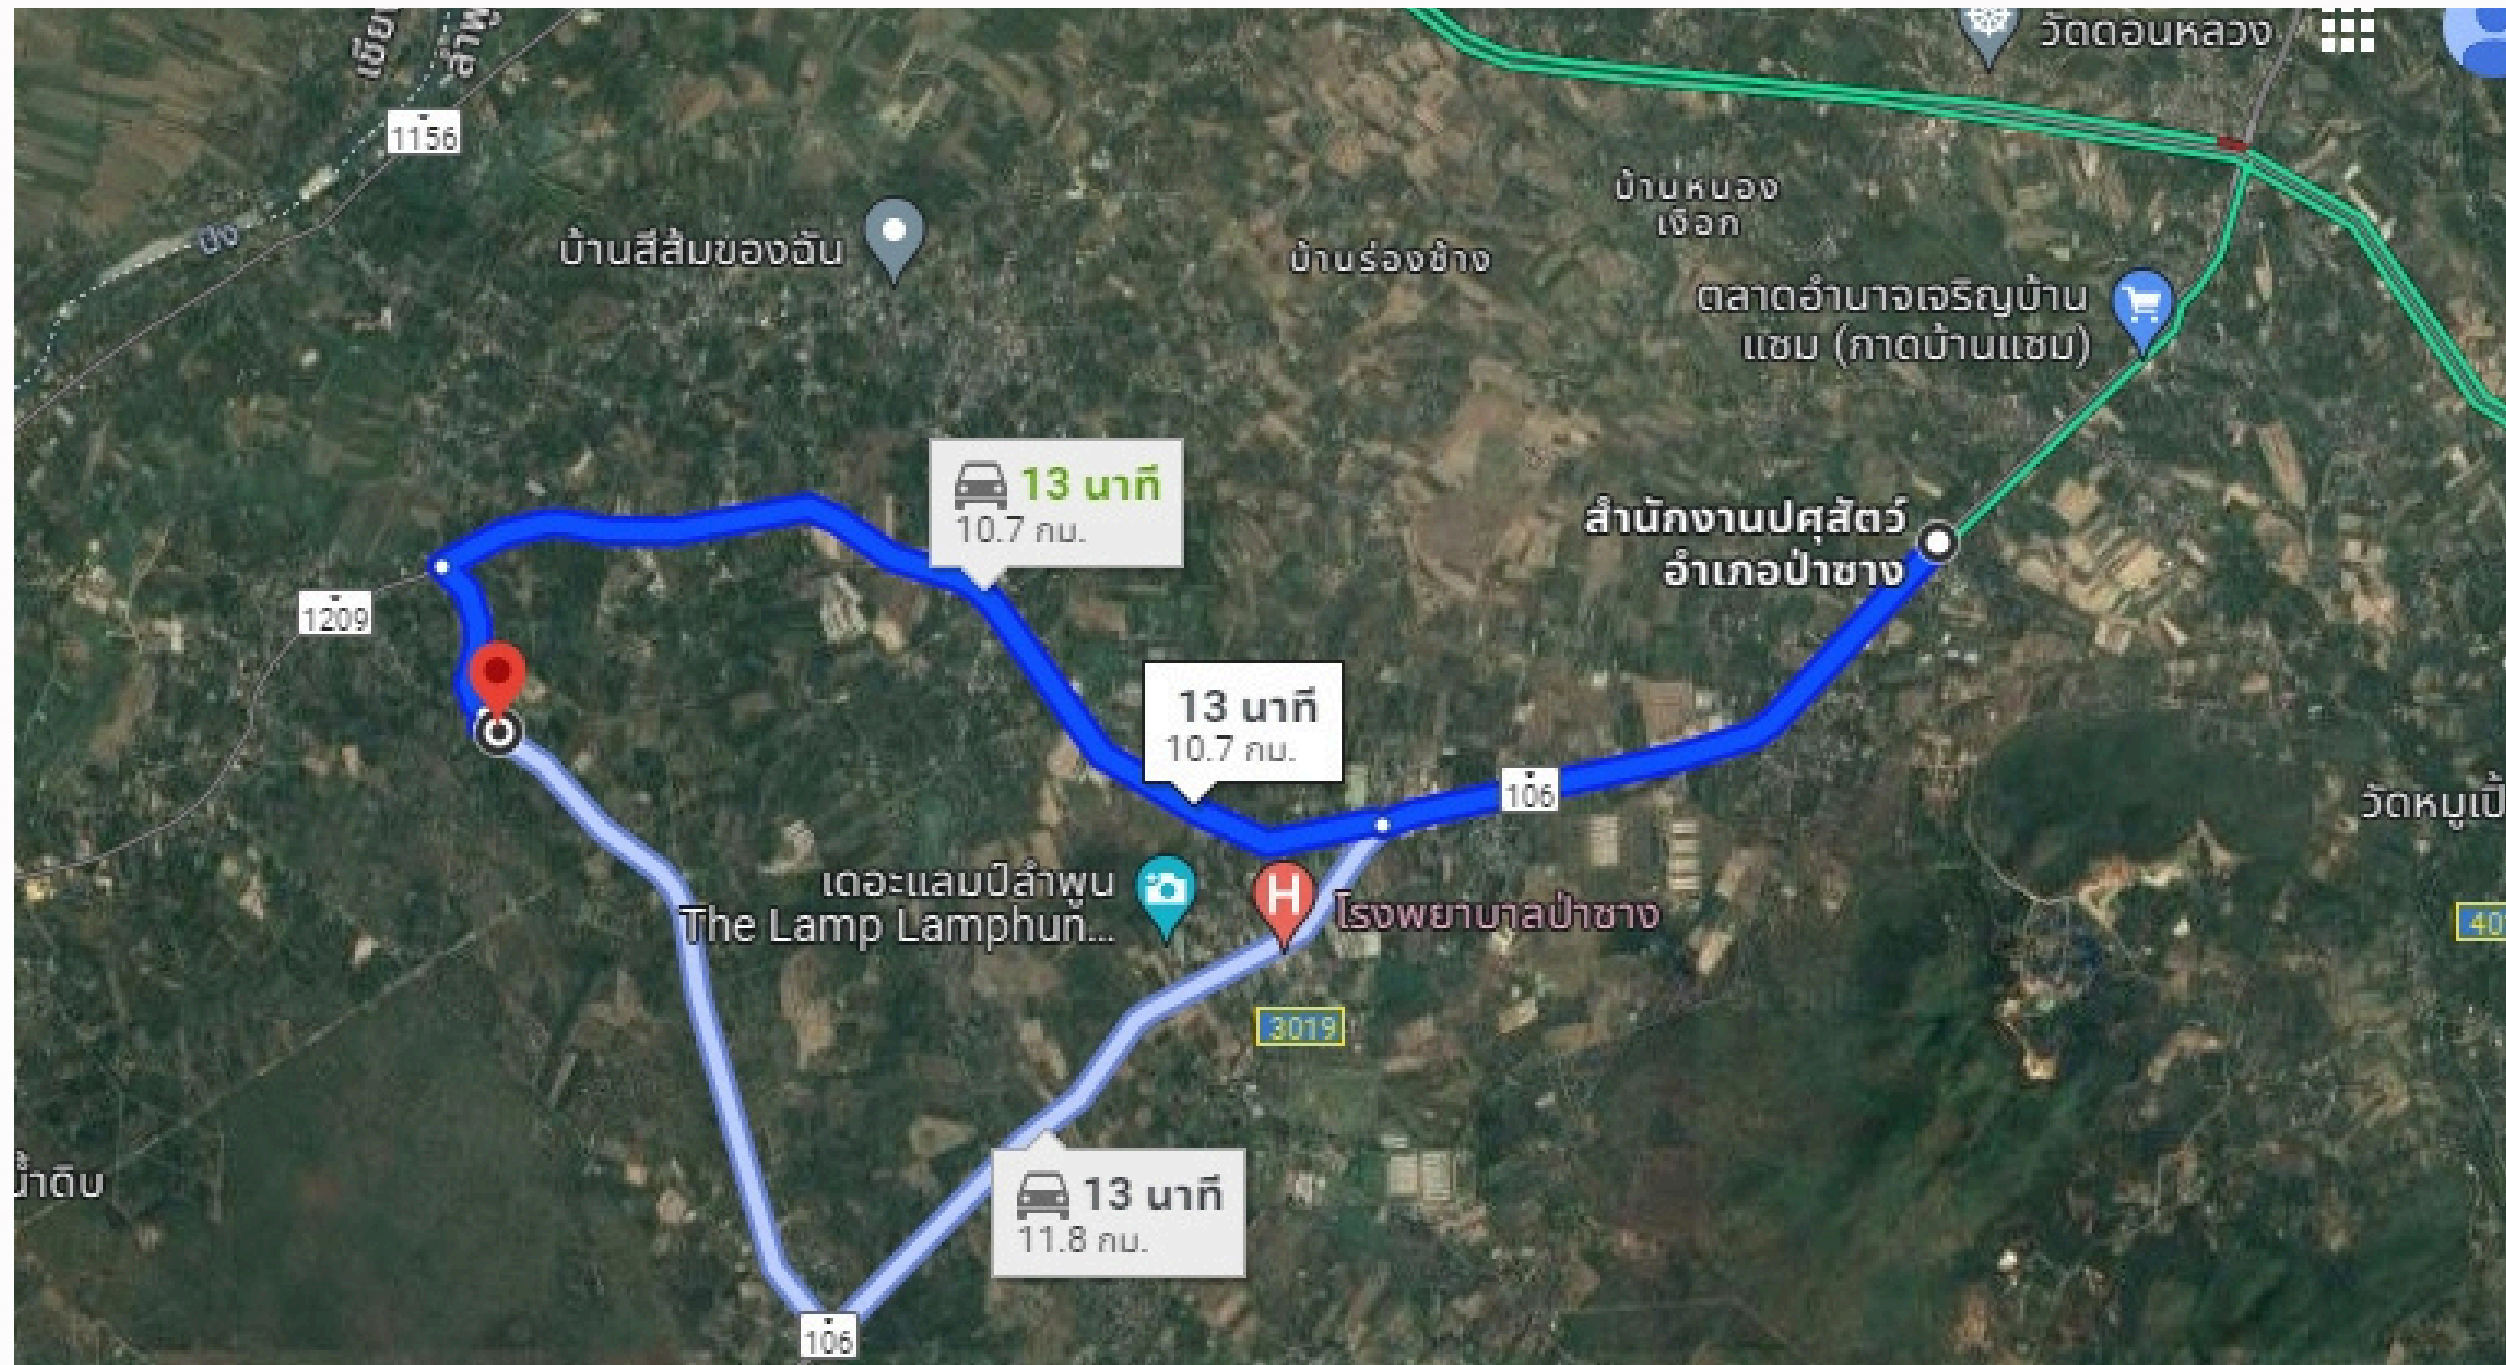 วัดดอนหลวง
1156
ปิง
บ้านหนอง
เงือก
บ้านสีส้มของฉัน
บ้านร่องช้าง
ตลาดอำนาจเจริญบ้าน
แซม (กาดบ้านแซม)
13 นาที
10.7 กม.
สำนักงานปศุสัตว์
อำเภอป่าซาง
1209
13 นาที
10.7 กม.
106
เดอะแลมป์ลำพูน
The Lamp Lamphun...
H
โรงพยาบาลป่าซาง
3019
13 นาที
11.8 กม.
106